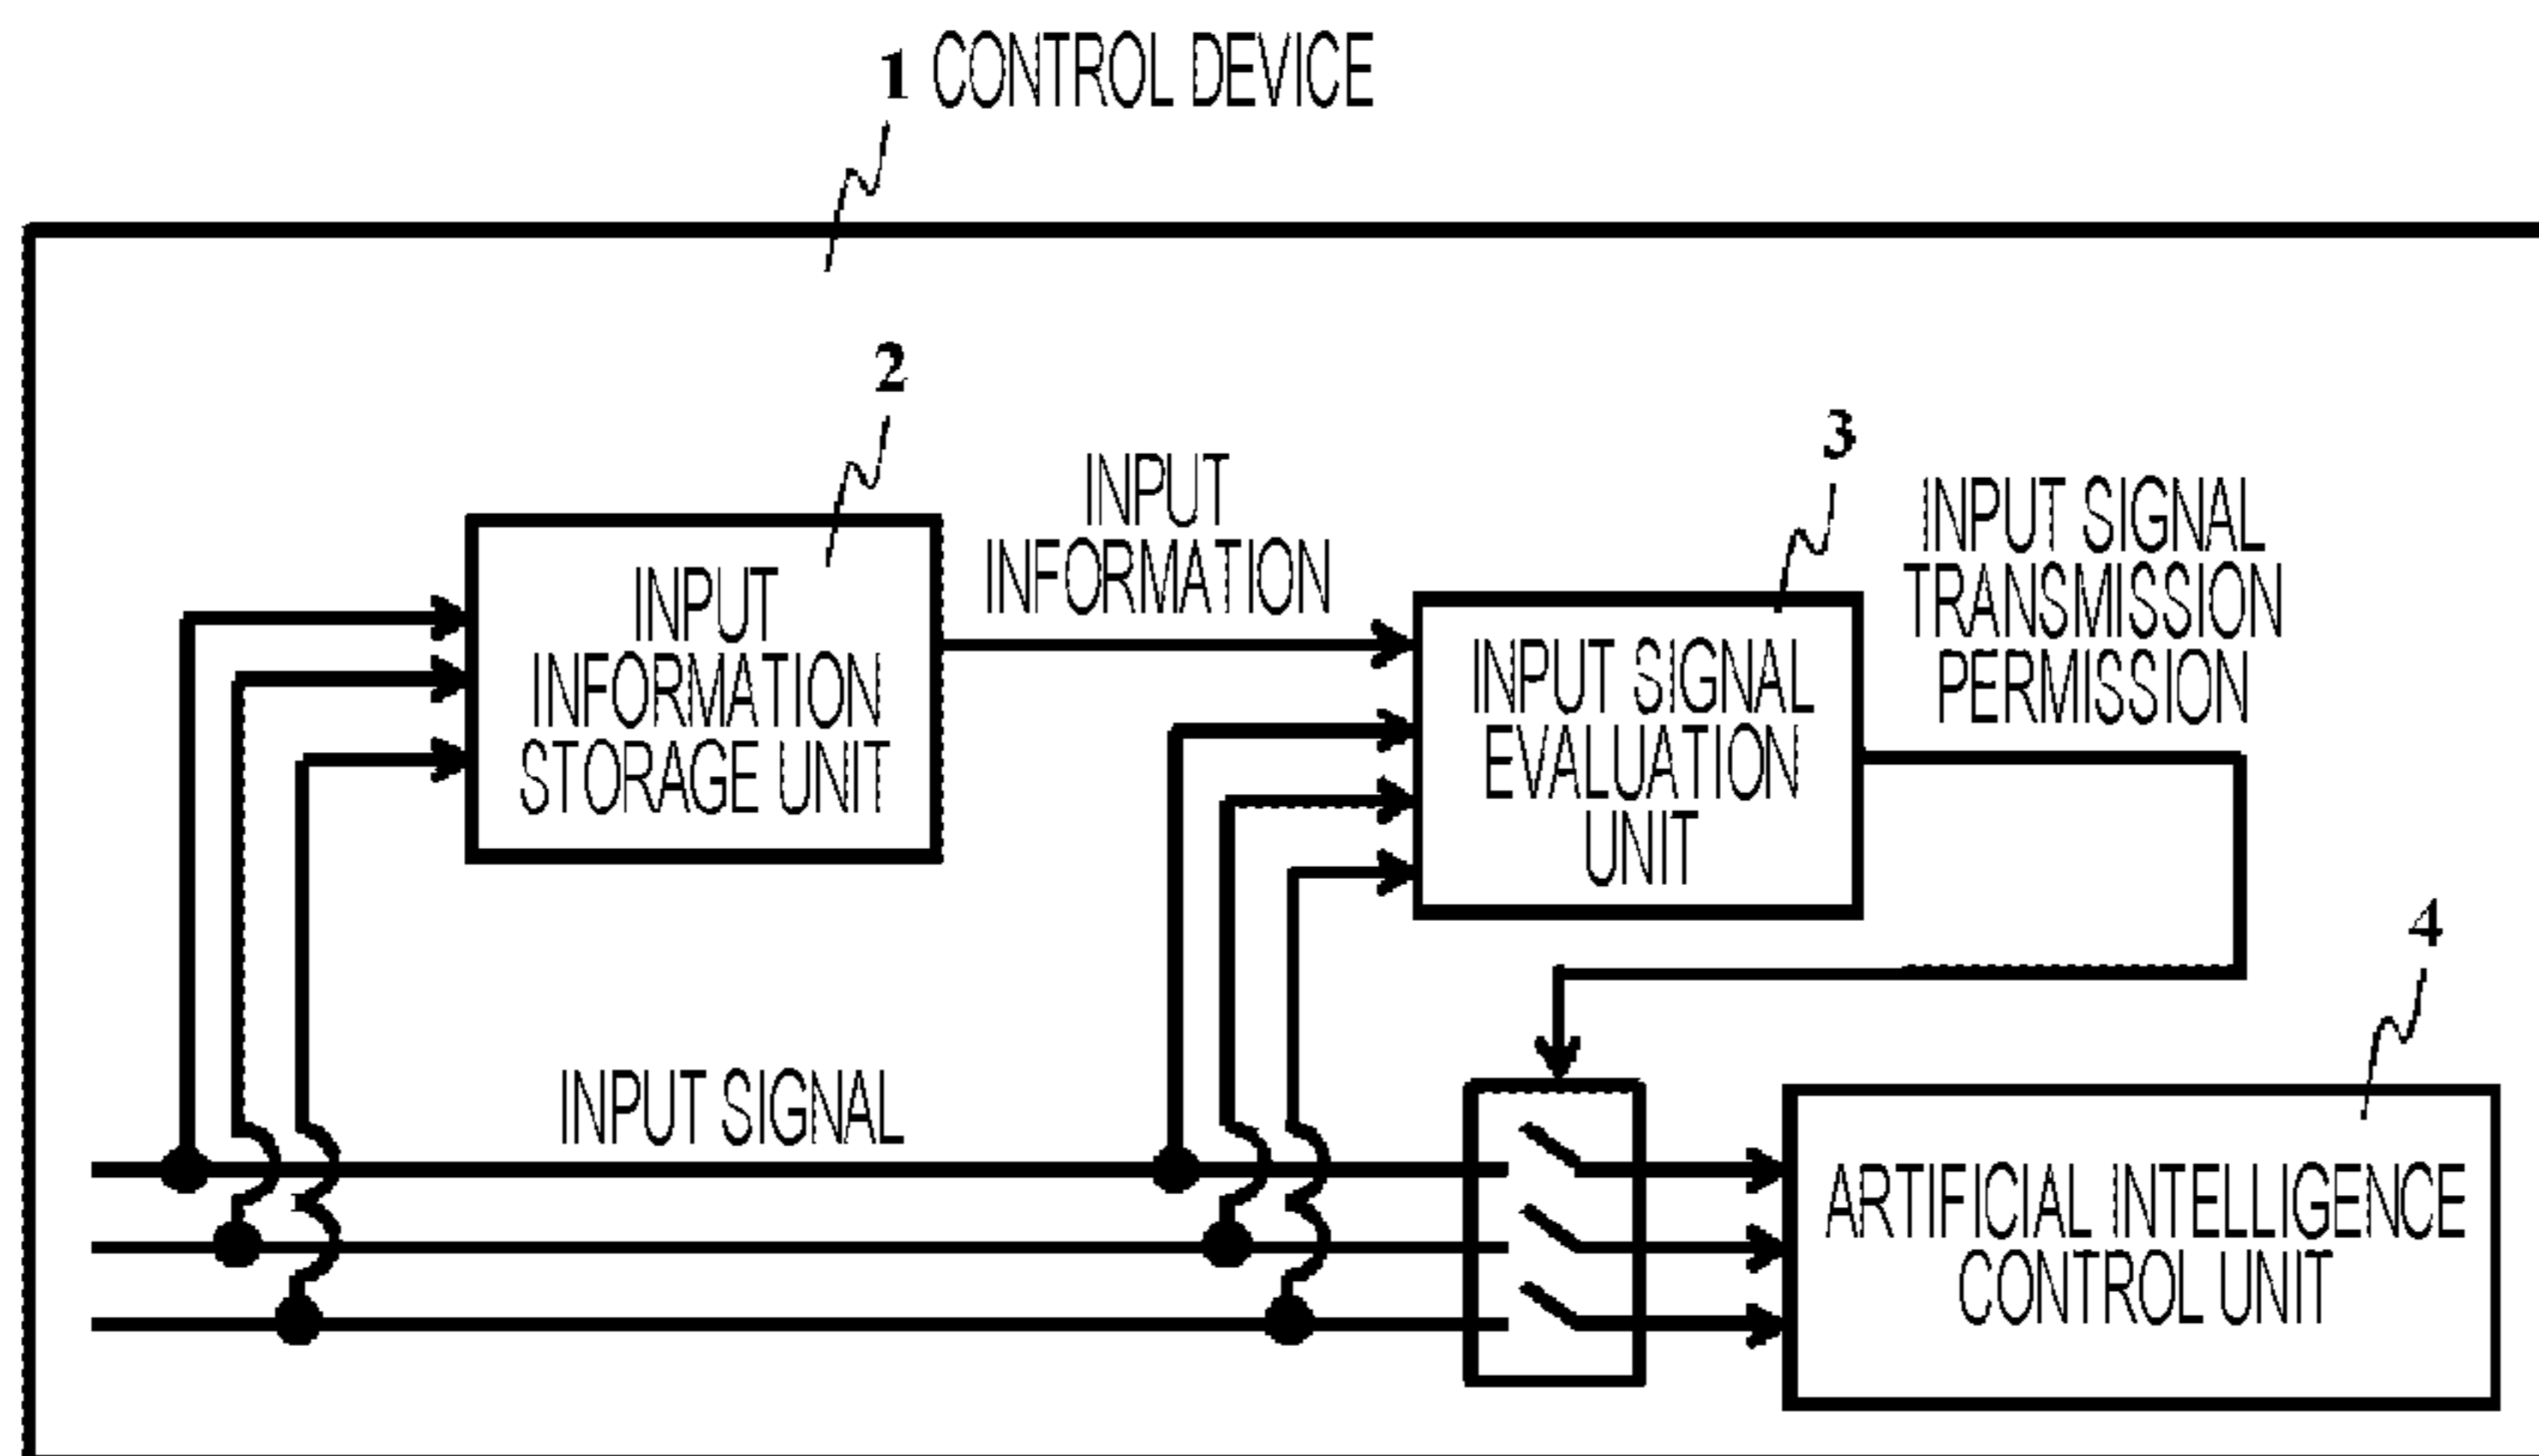 1 CONTROL DEVICE
2
INPUT
INFORMATION
STORAGE UNIT
INPUT
INFORMATION
3
INPUT SIGNAL
EVALUATION
UNIT
INPUT SIGNAL
TRANSMISSION
PERMISSION
INPUT SIGNAL
4
ARTIFICIAL INTELLIGENCE
CONTROL UNIT